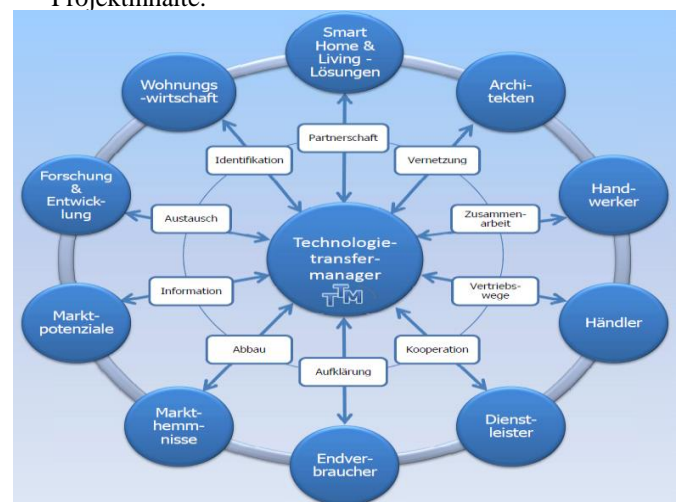 Projektinhalte.
Smart
Home &
Living -
Lösungen
Archi-
tekten
Hand-
werker
Händler
Dienst-
leister
Endver-
braucher
Markt-
hemm-
nisse
Markt-
potenziale
Forschung
&
Entwick-
lung
Wohnungs
-wirtschaft
Partnerschaft
Vernetzung
Zusammen-
arbeit
Vertriebs-
wege
Kooperation
Aufklärung
Abbau
Information
Austausch
Identifikation
Technologie-
transfer-
manager
TTM